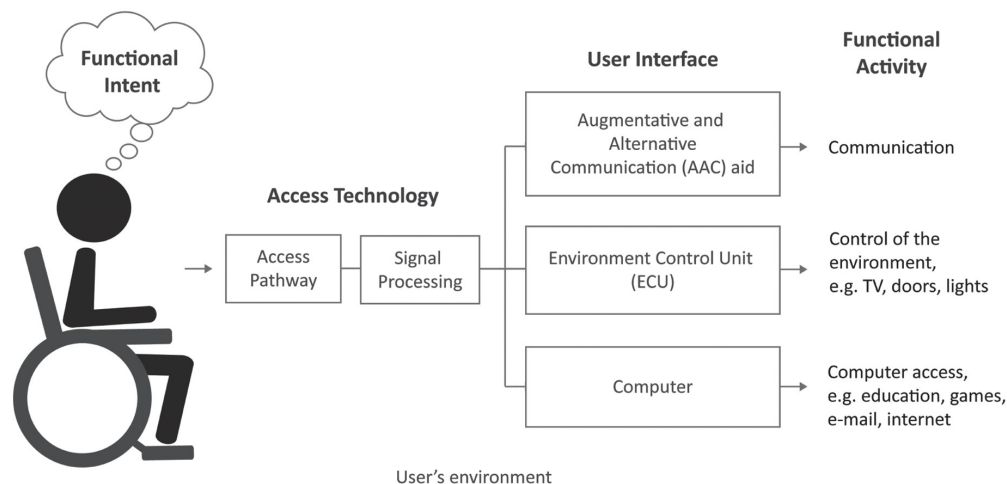 Functional
Intent
Access Technology
Access
Pathway
Signal
Processing
User Interface
Augmentative and
Alternative
Communication (AAC) aid
Environment Control Unit
(ECU)
Computer
Functional
Activity
Communication
Control of the
environment,
e.g. TV, doors, lights
Computer access,
e.g. education, games,
e-mail, internet
User’s environment